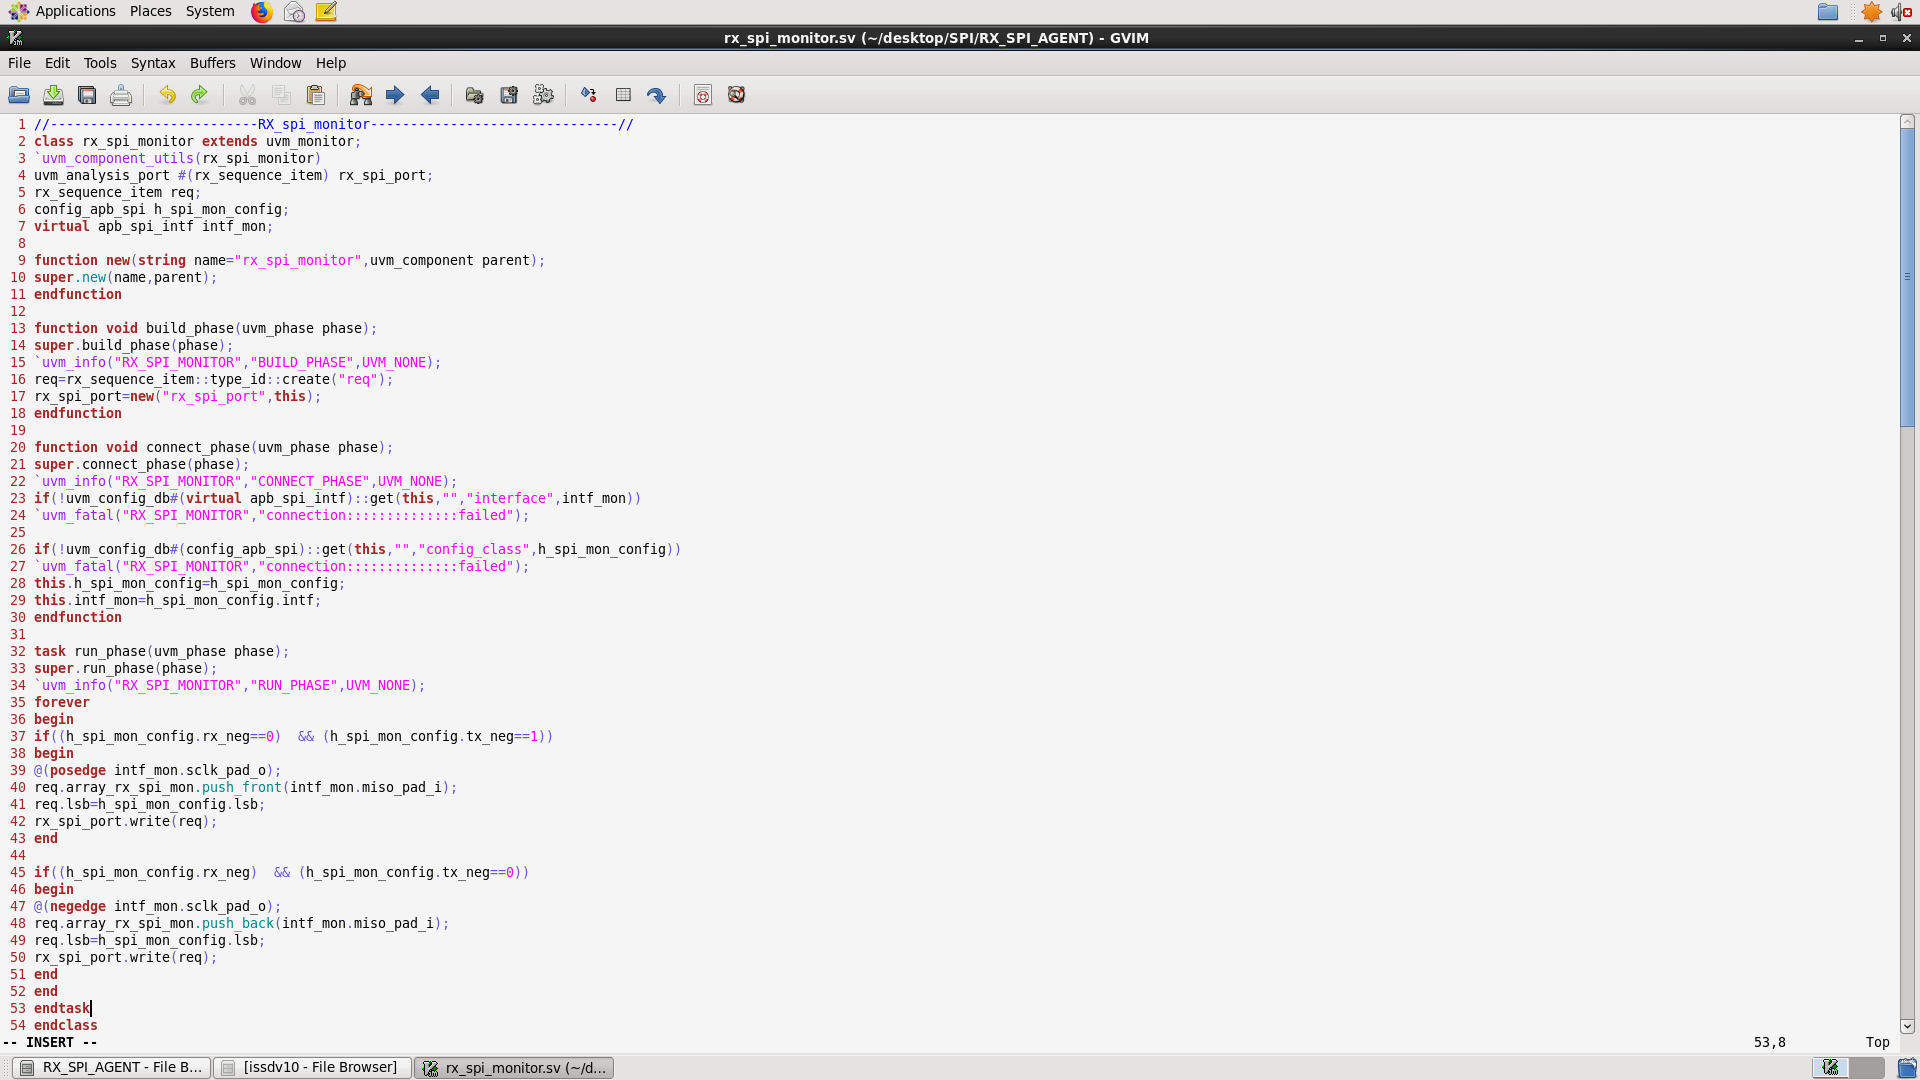 Applications Places System
rx_spi_monitor.sv (~/desktop/SPI/RX_SPI_AGENT) - GVIM
File Edit Tools Syntax Buffers Window Help
1 //--------------------------RX_spi_monitor-------------------------------//
2 class rx_spi_monitor extends uvm_monitor;
3 `uvm_component_utils(rx_spi_monitor)
4 uvm_analysis_port #(rx_sequence_item) rx_spi_port;
5 rx_sequence_item req;
6 config_apb_spi h_spi_mon_config;
7 virtual apb_spi_intf intf_mon;
8
9 function new(string name="rx_spi_monitor",uvm_component parent);
10 super.new(name,parent);
11 endfunction
12
13 function void build_phase(uvm_phase phase);
14 super.build_phase(phase);
15 `uvm_info("RX_SPI_MONITOR","BUILD_PHASE",UVM_NONE);
16 req=rx_sequence_item::type_id::create("req");
17 rx_spi_port=new("rx_spi_port",this);
18 endfunction
19
20 function void connect_phase(uvm_phase phase);
21 super.connect_phase(phase);
22 `uvm_info("RX_SPI_MONITOR","CONNECT_PHASE",UVM_NONE);
23 if(!uvm_config_db#(virtual apb_spi_intf)::get(this,"","interface",intf_mon))
24 `uvm_fatal("RX_SPI_MONITOR","connection::::::::::::::failed");
25
26 if(!uvm_config_db#(config_apb_spi)::get(this,"","config_class",h_spi_mon_config))
27 `uvm_fatal("RX_SPI_MONITOR","connection::::::::::::::failed");
28 this.h_spi_mon_config=h_spi_mon_config;
29 this.intf_mon=h_spi_mon_config.intf;
30 endfunction
31
32 task run_phase(uvm_phase phase);
33 super.run_phase(phase);
34 `uvm_info("RX_SPI_MONITOR","RUN_PHASE",UVM_NONE);
35 forever
36 begin
37 if((h_spi_mon_config.rx_neg==0)  && (h_spi_mon_config.tx_neg==1))
38 begin
39 @(posedge intf_mon.sclk_pad_o);
40 req.array_rx_spi_mon.push_front(intf_mon.miso_pad_i);
41 req.lsb=h_spi_mon_config.lsb;
42 rx_spi_port.write(req);
43 end
44
45 if((h_spi_mon_config.rx_neg)  && (h_spi_mon_config.tx_neg==0))
46 begin
47 @(negedge intf_mon.sclk_pad_o);
48 req.array_rx_spi_mon.push_back(intf_mon.miso_pad_i);
49 req.lsb=h_spi_mon_config.lsb;
50 rx_spi_port.write(req);
51 end
52 end
53 endtask
54 endclass
-- INSERT -- 53,8 Top
RX_SPI_AGENT - File B... [issdv10 - File Browser] rx_spi_monitor.sv (~/d...